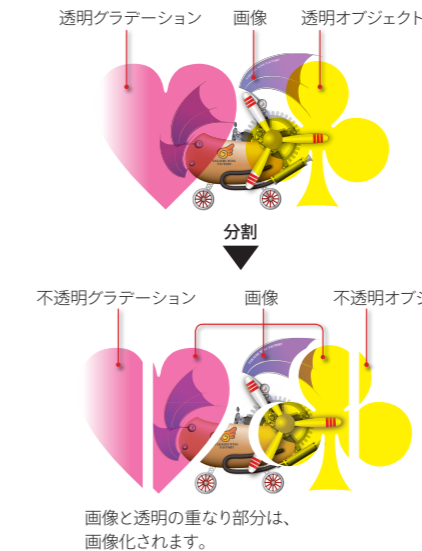 透明グラデーション 画像 透明オブジェクト
分割
不透明グラデーション 画像 不透明オブジ
画像と透明の重なり部分は、
画像化されます。